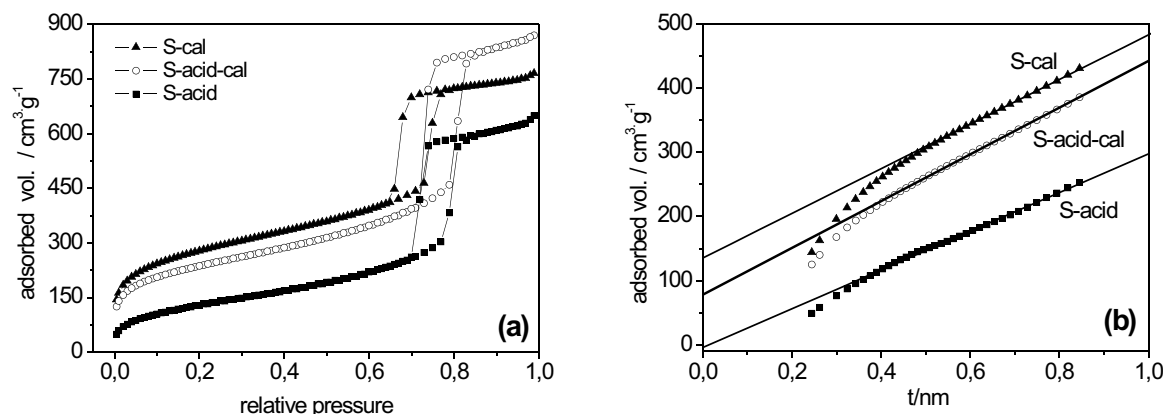 900
750
600
450
300
150
0
adsorbed vol. / cm³.g⁻¹
S-cal
S-acid-cal
S-acid
(a)
0,0 0,2 0,4 0,6 0,8 1,0
relative pressure
500
400
300
200
100
0
adsorbed vol. / cm³.g⁻¹
S-cal
S-acid-cal
S-acid
(b)
0,0 0,2 0,4 0,6 0,8 1,0
t/nm